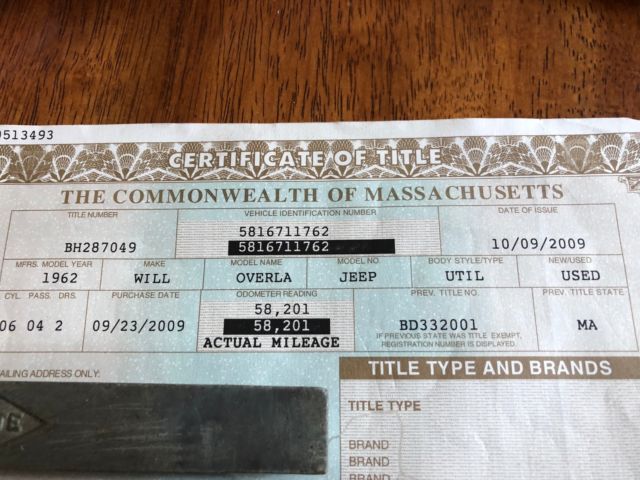 0513493
CERTIFICATE OF TITLE
THE COMMONWEALTH OF MASSACHUSETTS
TITLE NUMBER VEHICLE IDENTIFICATION NUMBER DATE OF ISSUE
5816711762
BH287049 5816711762 10/09/2009
MFRS. MODEL YEAR MAKE MODEL NAME MODEL NO. BODY STYLE/TYPE NEW/USED
1962 WILL OVERLA JEEP UTIL USED
CYL. PASS. DRS. PURCHASE DATE ODOMETER READING PREV. TITLE NO. PREV. TITLE STATE
58,201
06 04 2 09/23/2009 58,201 BD332001 MA
ACTUAL MILEAGE IF PREVIOUS STATE WAS TITLE EXEMPT,
REGISTRATION NUMBER IS DISPLAYED.
AILING ADDRESS ONLY: TITLE TYPE AND BRANDS
TITLE TYPE
BRAND
BRAND
BRAND